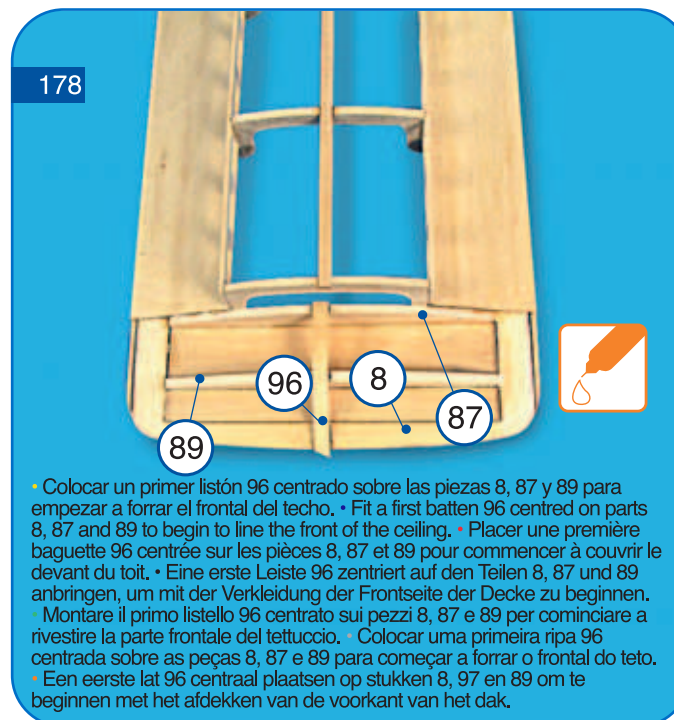 178
96
8
89
87
• Colocar un primer listón 96 centrado sobre las piezas 8, 87 y 89 para
empezar a forrar el frontal del techo. • Fit a first batten 96 centred on parts
8, 87 and 89 to begin to line the front of the ceiling. • Placer une première
baguette 96 centrée sur les pièces 8, 87 et 89 pour commencer à couvrir le
devant du toit. • Eine erste Leiste 96 zentriert auf den Teilen 8, 87 und 89
anbringen, um mit der Verkleidung der Frontseite der Decke zu beginnen.
• Montare il primo listello 96 centrato sui pezzi 8, 87 e 89 per cominciare a
rivestire la parte frontale del tettuccio. • Colocar uma primeira ripa 96
centrada sobre as peças 8, 87 e 89 para começar a forrar o frontal do teto.
• Een eerste lat 96 centraal plaatsen op stukken 8, 97 en 89 om te
beginnen met het afdekken van de voorkant van het dak.